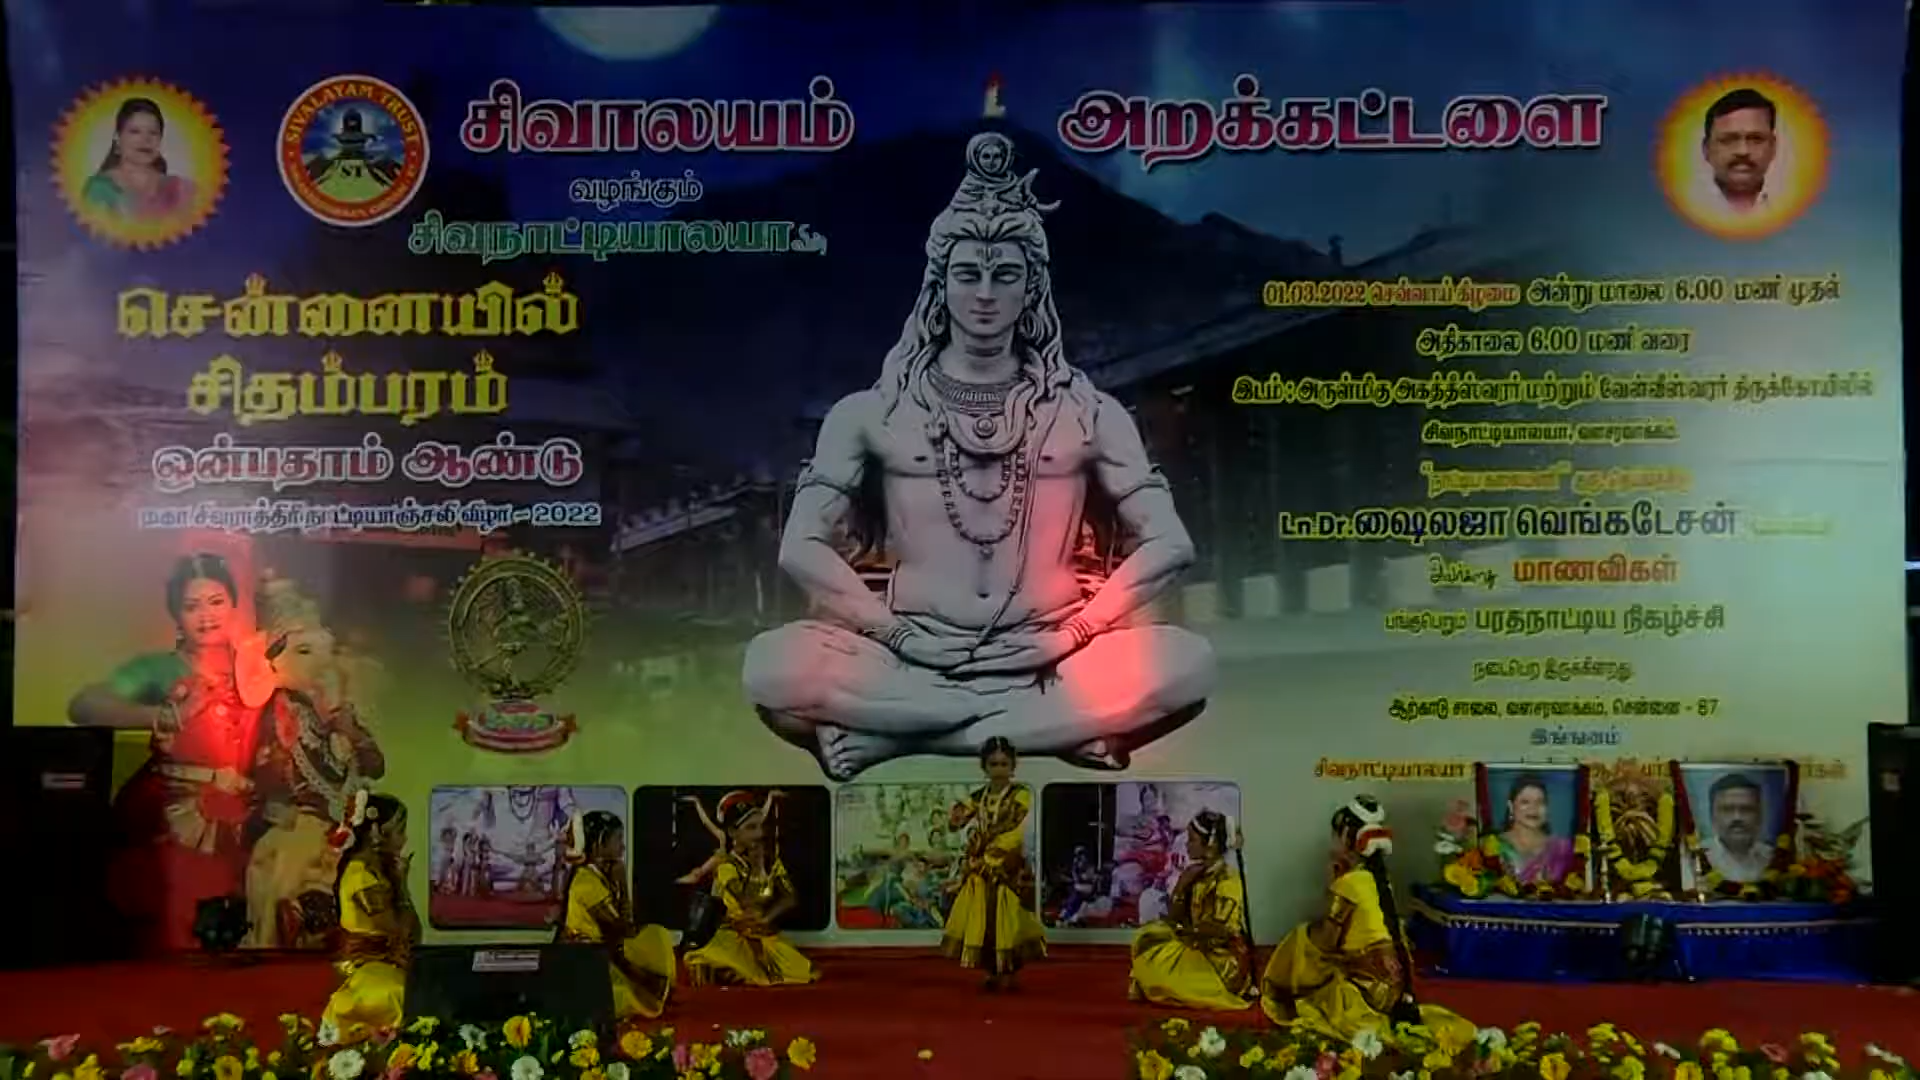 SIVALAYAM TRUST
ST
சிவாலயம் அறக்கட்டளை
வழங்கும்
சிவநாட்டியாலயா
சென்னையில்
சிதம்பரம்
ஒன்பதாம் ஆண்டு
மகா சிவராத்திரி நாட்டியாஞ்சலி விழா - 2022
01.03.2022 செவ்வாய்கிழமை அன்று மாலை 6.00 மணி முதல்
அதிகாலை 6:00 மணி வரை
இடம் : அருள்மிகு அகத்தீஸ்வரர் மற்றும் வேள்வீஸ்வரர் திருக்கோயிலில்
சிவநாட்டியாலயா, வளசரவாக்கம்
Ln.Dr.ஷைலஜா வெங்கடேசன்
மாணவிகள்
பங்குபெறும் பரதநாட்டிய நிகழ்ச்சி
நடைபெற இருக்கிறது
ஆற்காடு சாலை, வளசரவாக்கம், சென்னை - 87
இங்ஙனம்
சிவநாட்டியாலயா